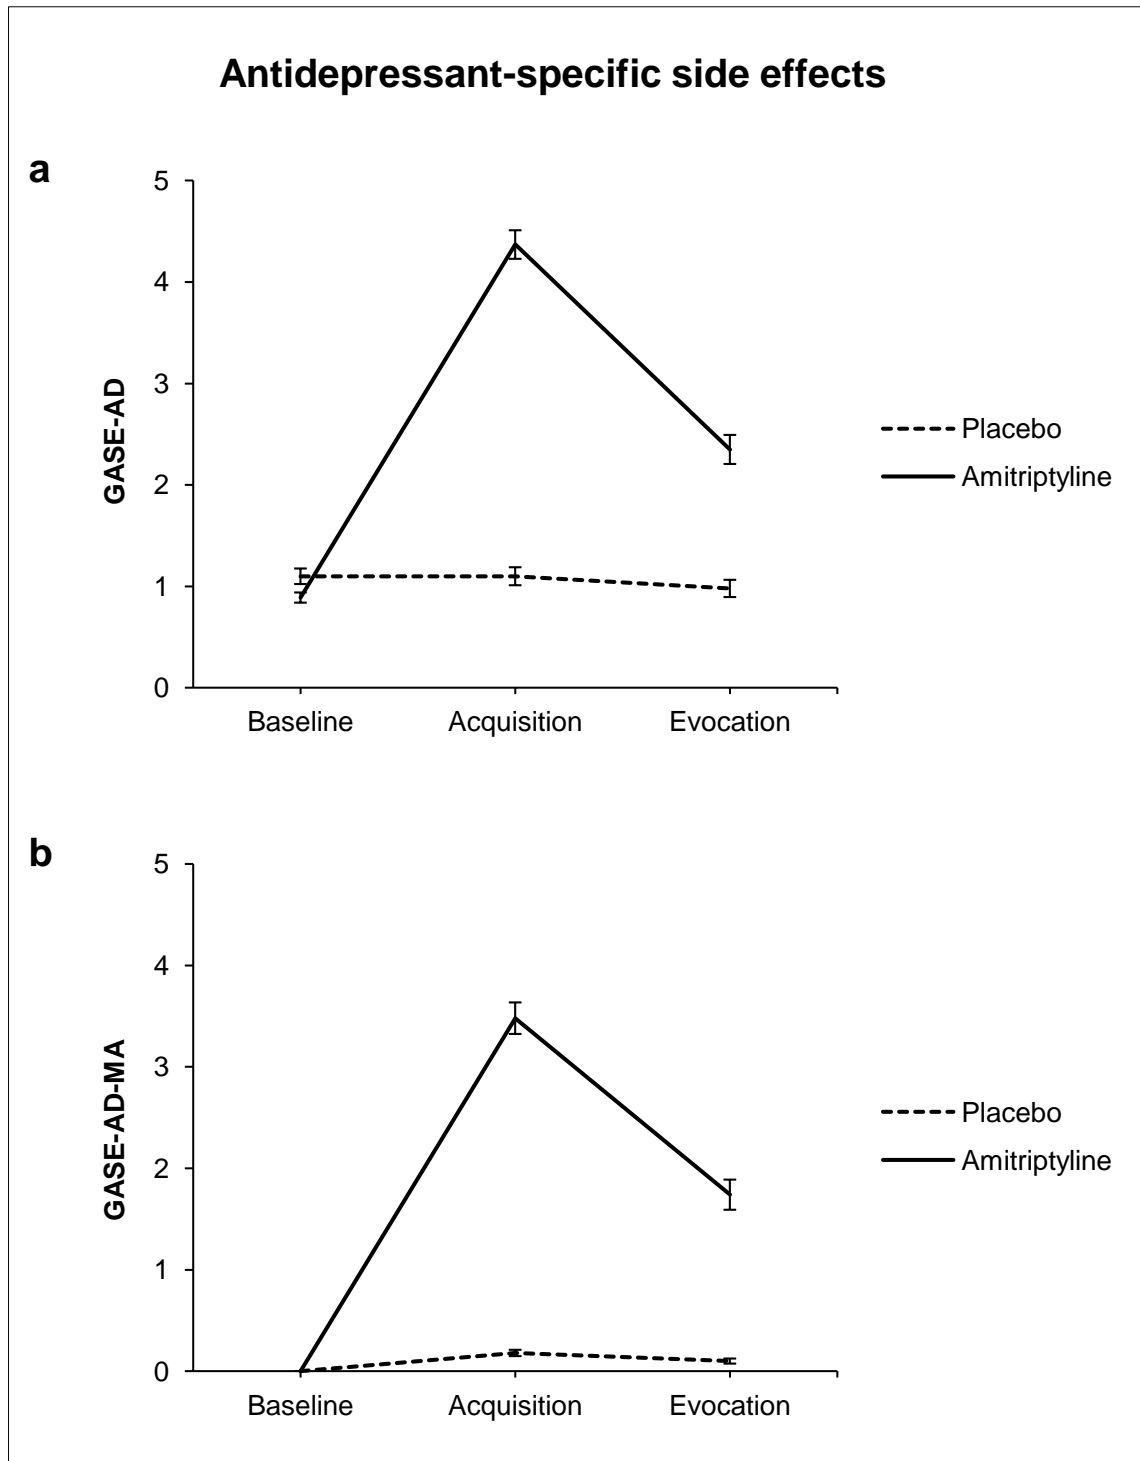 Antidepressant-specific side effects
a
5
4
3
2
1
0
GASE-AD
Baseline Acquisition Evocation
Placebo
Amitriptyline
b
5
4
3
2
1
0
GASE-AD-MA
Baseline Acquisition Evocation
Placebo
Amitriptyline